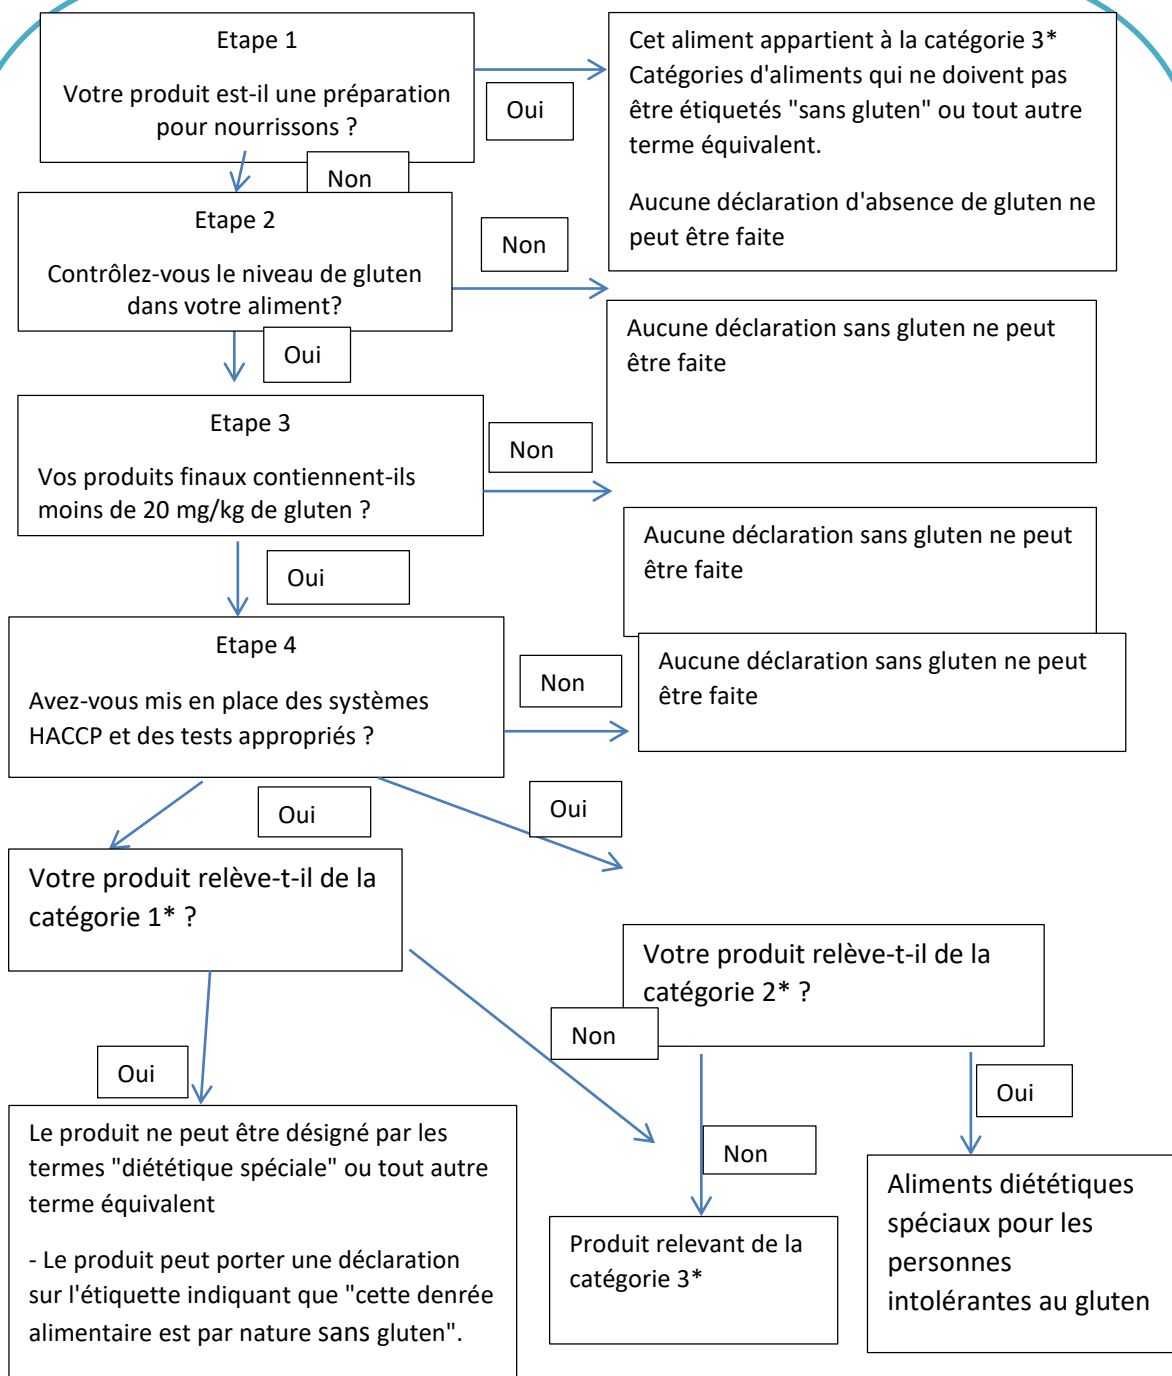 Etape 1
Votre produit est-il une préparation
pour nourrissons ?
Oui
Cet aliment appartient à la catégorie 3*
Catégories d'aliments qui ne doivent pas
être étiquetés "sans gluten" ou tout autre
terme équivalent.
Aucune déclaration d'absence de gluten ne
peut être faite
Non
Etape 2
Contrôlez-vous le niveau de gluten
dans votre aliment?
Non
Aucune déclaration sans gluten ne peut
être faite
Oui
Etape 3
Vos produits finaux contiennent-ils
moins de 20 mg/kg de gluten ?
Non
Aucune déclaration sans gluten ne peut
être faite
Oui
Etape 4
Avez-vous mis en place des systèmes
HACCP et des tests appropriés ?
Non
Aucune déclaration sans gluten ne peut
être faite
Oui
Oui
Votre produit relève-t-il de la
catégorie 1* ?
Votre produit relève-t-il de la
catégorie 2* ?
Non
Oui
Oui
Non
Le produit ne peut être désigné par les
termes "diététique spéciale" ou tout autre
terme équivalent
- Le produit peut porter une déclaration
sur l'étiquette indiquant que "cette denrée
alimentaire est par nature sans gluten".
Produit relevant de la
catégorie 3*
Aliments diététiques
spéciaux pour les
personnes
intolérantes au gluten